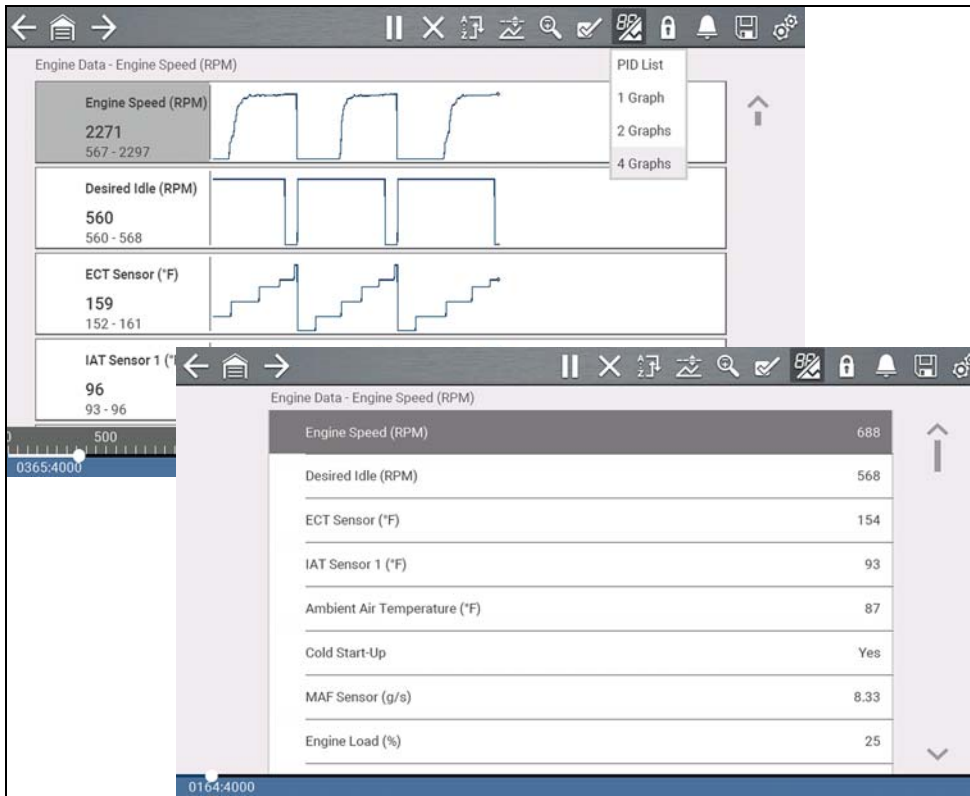 Engine Data - Engine Speed (RPM)
PID List
1 Graph
2 Graphs
4 Graphs
Engine Speed (RPM)
2271
567 - 2297
Desired Idle (RPM)
560
560 - 568
ECT Sensor (°F)
159
152 - 161
IAT Sensor 1 (°
96
93 - 96
500
0365:4000
Engine Data - Engine Speed (RPM)
Engine Speed (RPM) 688
Desired Idle (RPM) 568
ECT Sensor (°F) 154
IAT Sensor 1 (°F) 93
Ambient Air Temperature (°F) 87
Cold Start-Up Yes
MAF Sensor (g/s) 8.33
Engine Load (%) 25
0164:4000